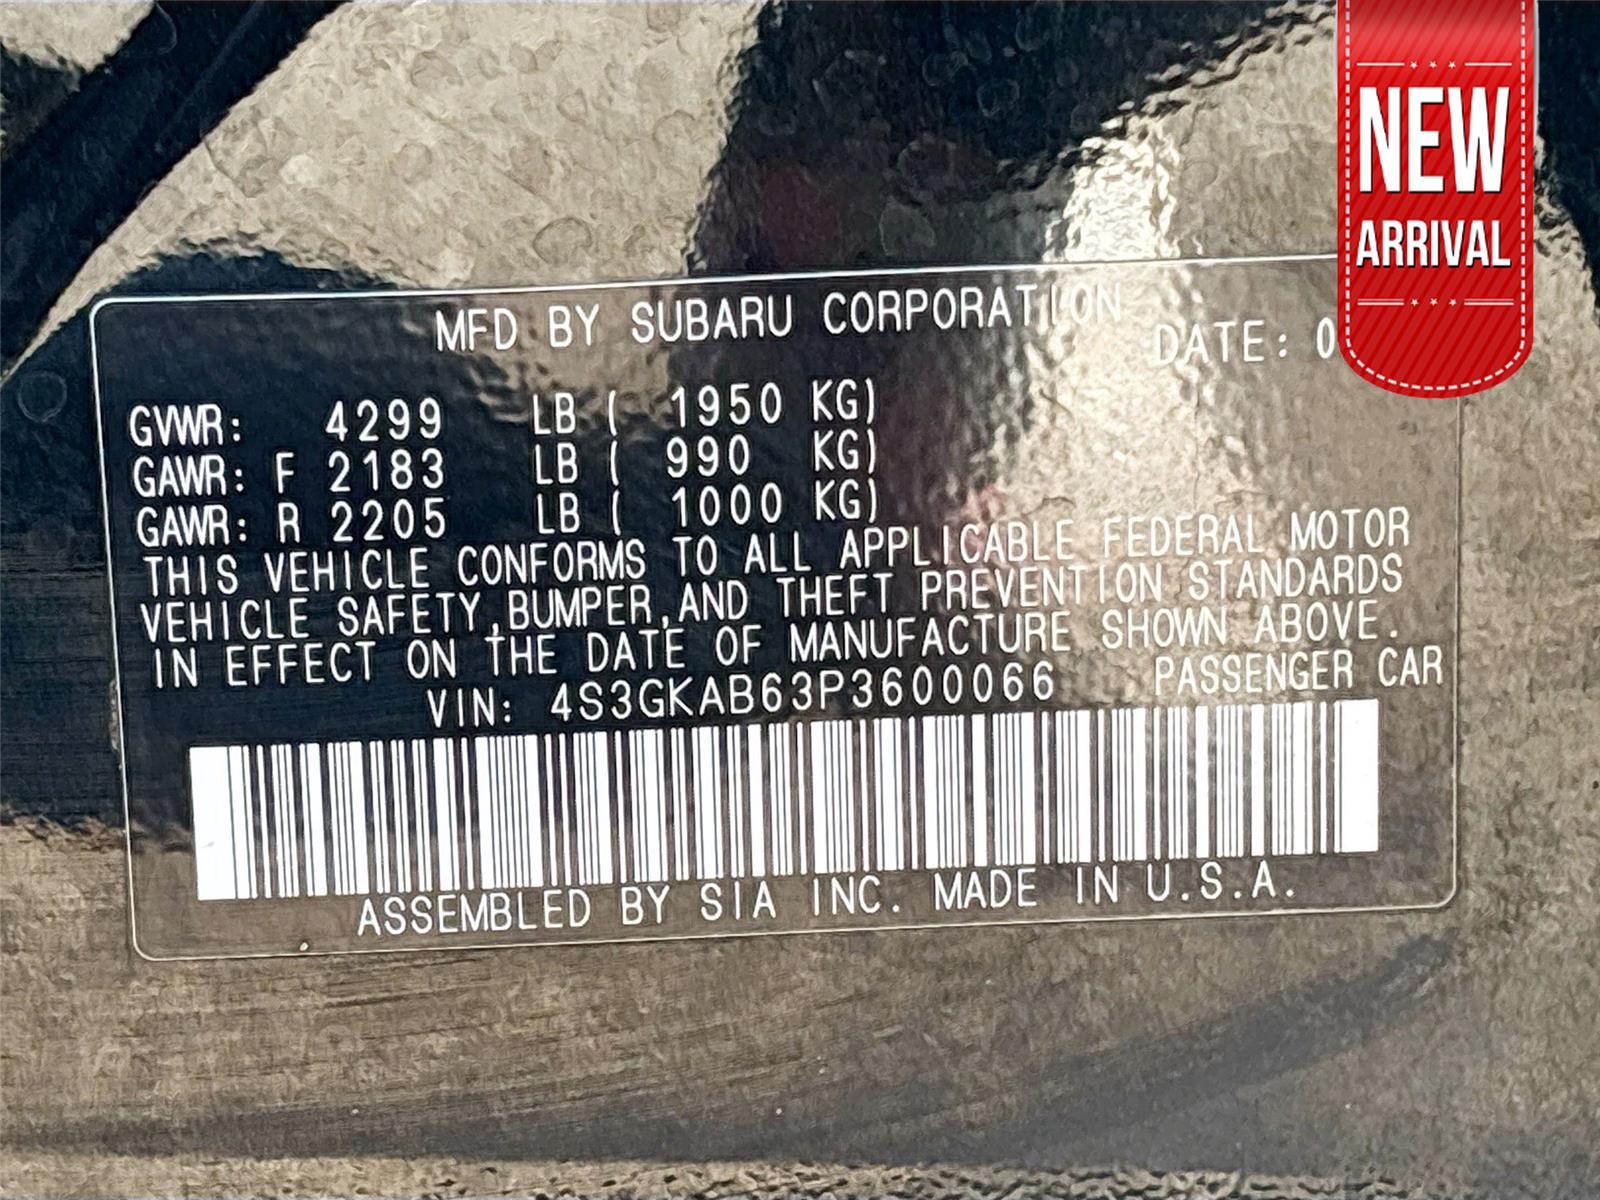 NEW
ARRIVAL
MFD BY SUBARU CORPORATION
DATE: 0
GVWR: 4299 LB ( 1950 KG)
GAWR: F 2183 LB ( 990 KG)
GAWR: R 2205 LB ( 1000 KG)
THIS VEHICLE CONFORMS TO ALL APPLICABLE FEDERAL MOTOR
VEHICLE SAFETY,BUMPER,AND THEFT PREVENTION STANDARDS
IN EFFECT ON THE DATE OF MANUFACTURE SHOWN ABOVE.
VIN: 4S3GKAB63P3600066 PASSENGER CAR
ASSEMBLED BY SIA INC. MADE IN U.S.A.